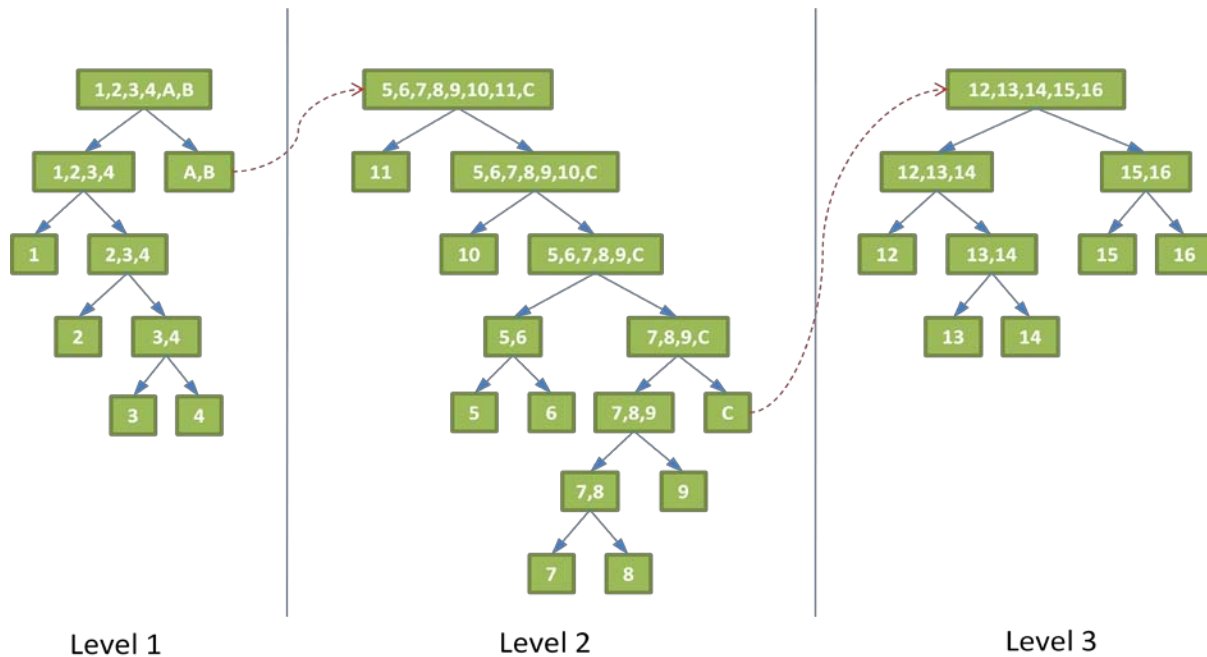 1,2,3,4,A,B
1,2,3,4
A,B
1
2,3,4
2
3,4
3
4
Level 1
5,6,7,8,9,10,11,C
11
5,6,7,8,9,10,C
10
5,6,7,8,9,C
5,6
7,8,9,C
5
6
7,8,9
C
7,8
9
7
8
Level 2
12,13,14,15,16
12,13,14
15,16
12
13,14
15
16
13
14
Level 3